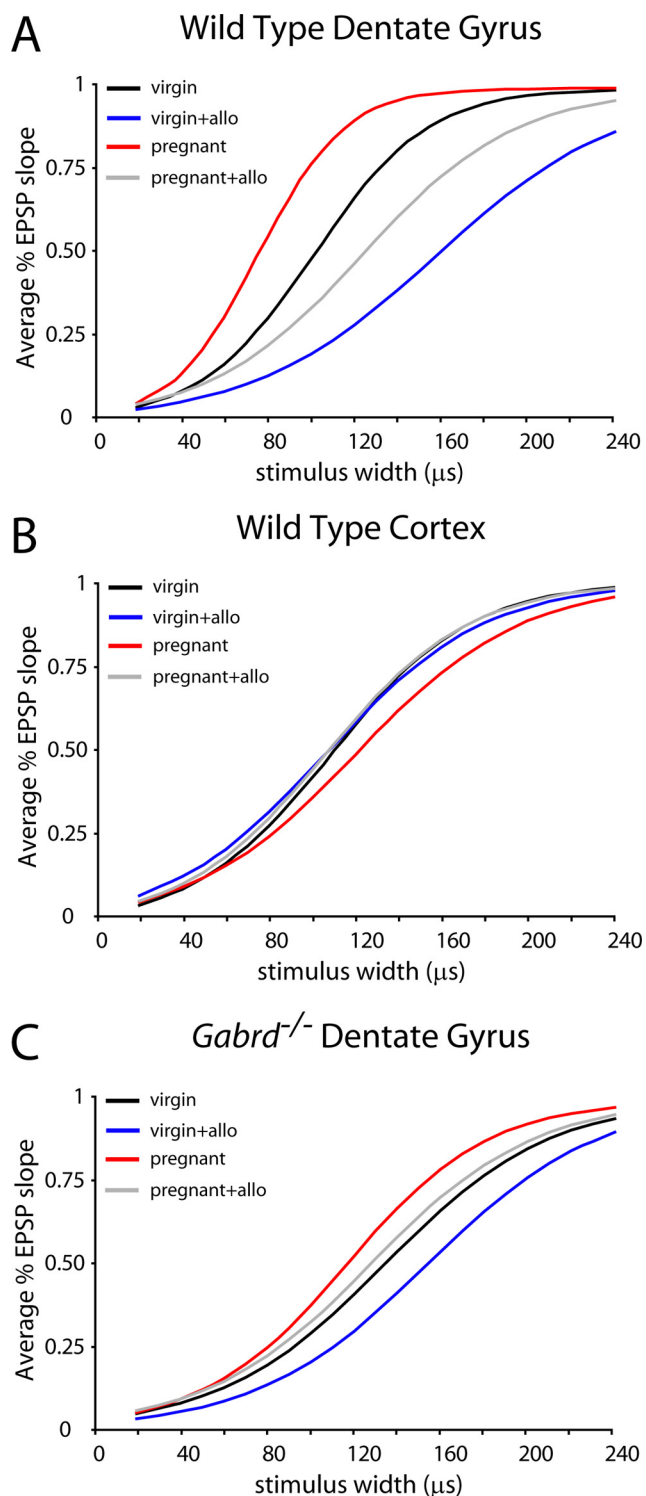 A
Wild Type Dentate Gyrus
1
0.75
0.50
0.25
0
Average % EPSP slope
virgin
virgin+allo
pregnant
pregnant+allo
0 40 80 120 160 200 240
stimulus width (μs)
B
Wild Type Cortex
1
0.75
0.50
0.25
0
Average % EPSP slope
virgin
virgin+allo
pregnant
pregnant+allo
0 40 80 120 160 200 240
stimulus width (μs)
C
Gabrd-/- Dentate Gyrus
1
0.75
0.50
0.25
0
Average % EPSP slope
virgin
virgin+allo
pregnant
pregnant+allo
0 40 80 120 160 200 240
stimulus width (μs)